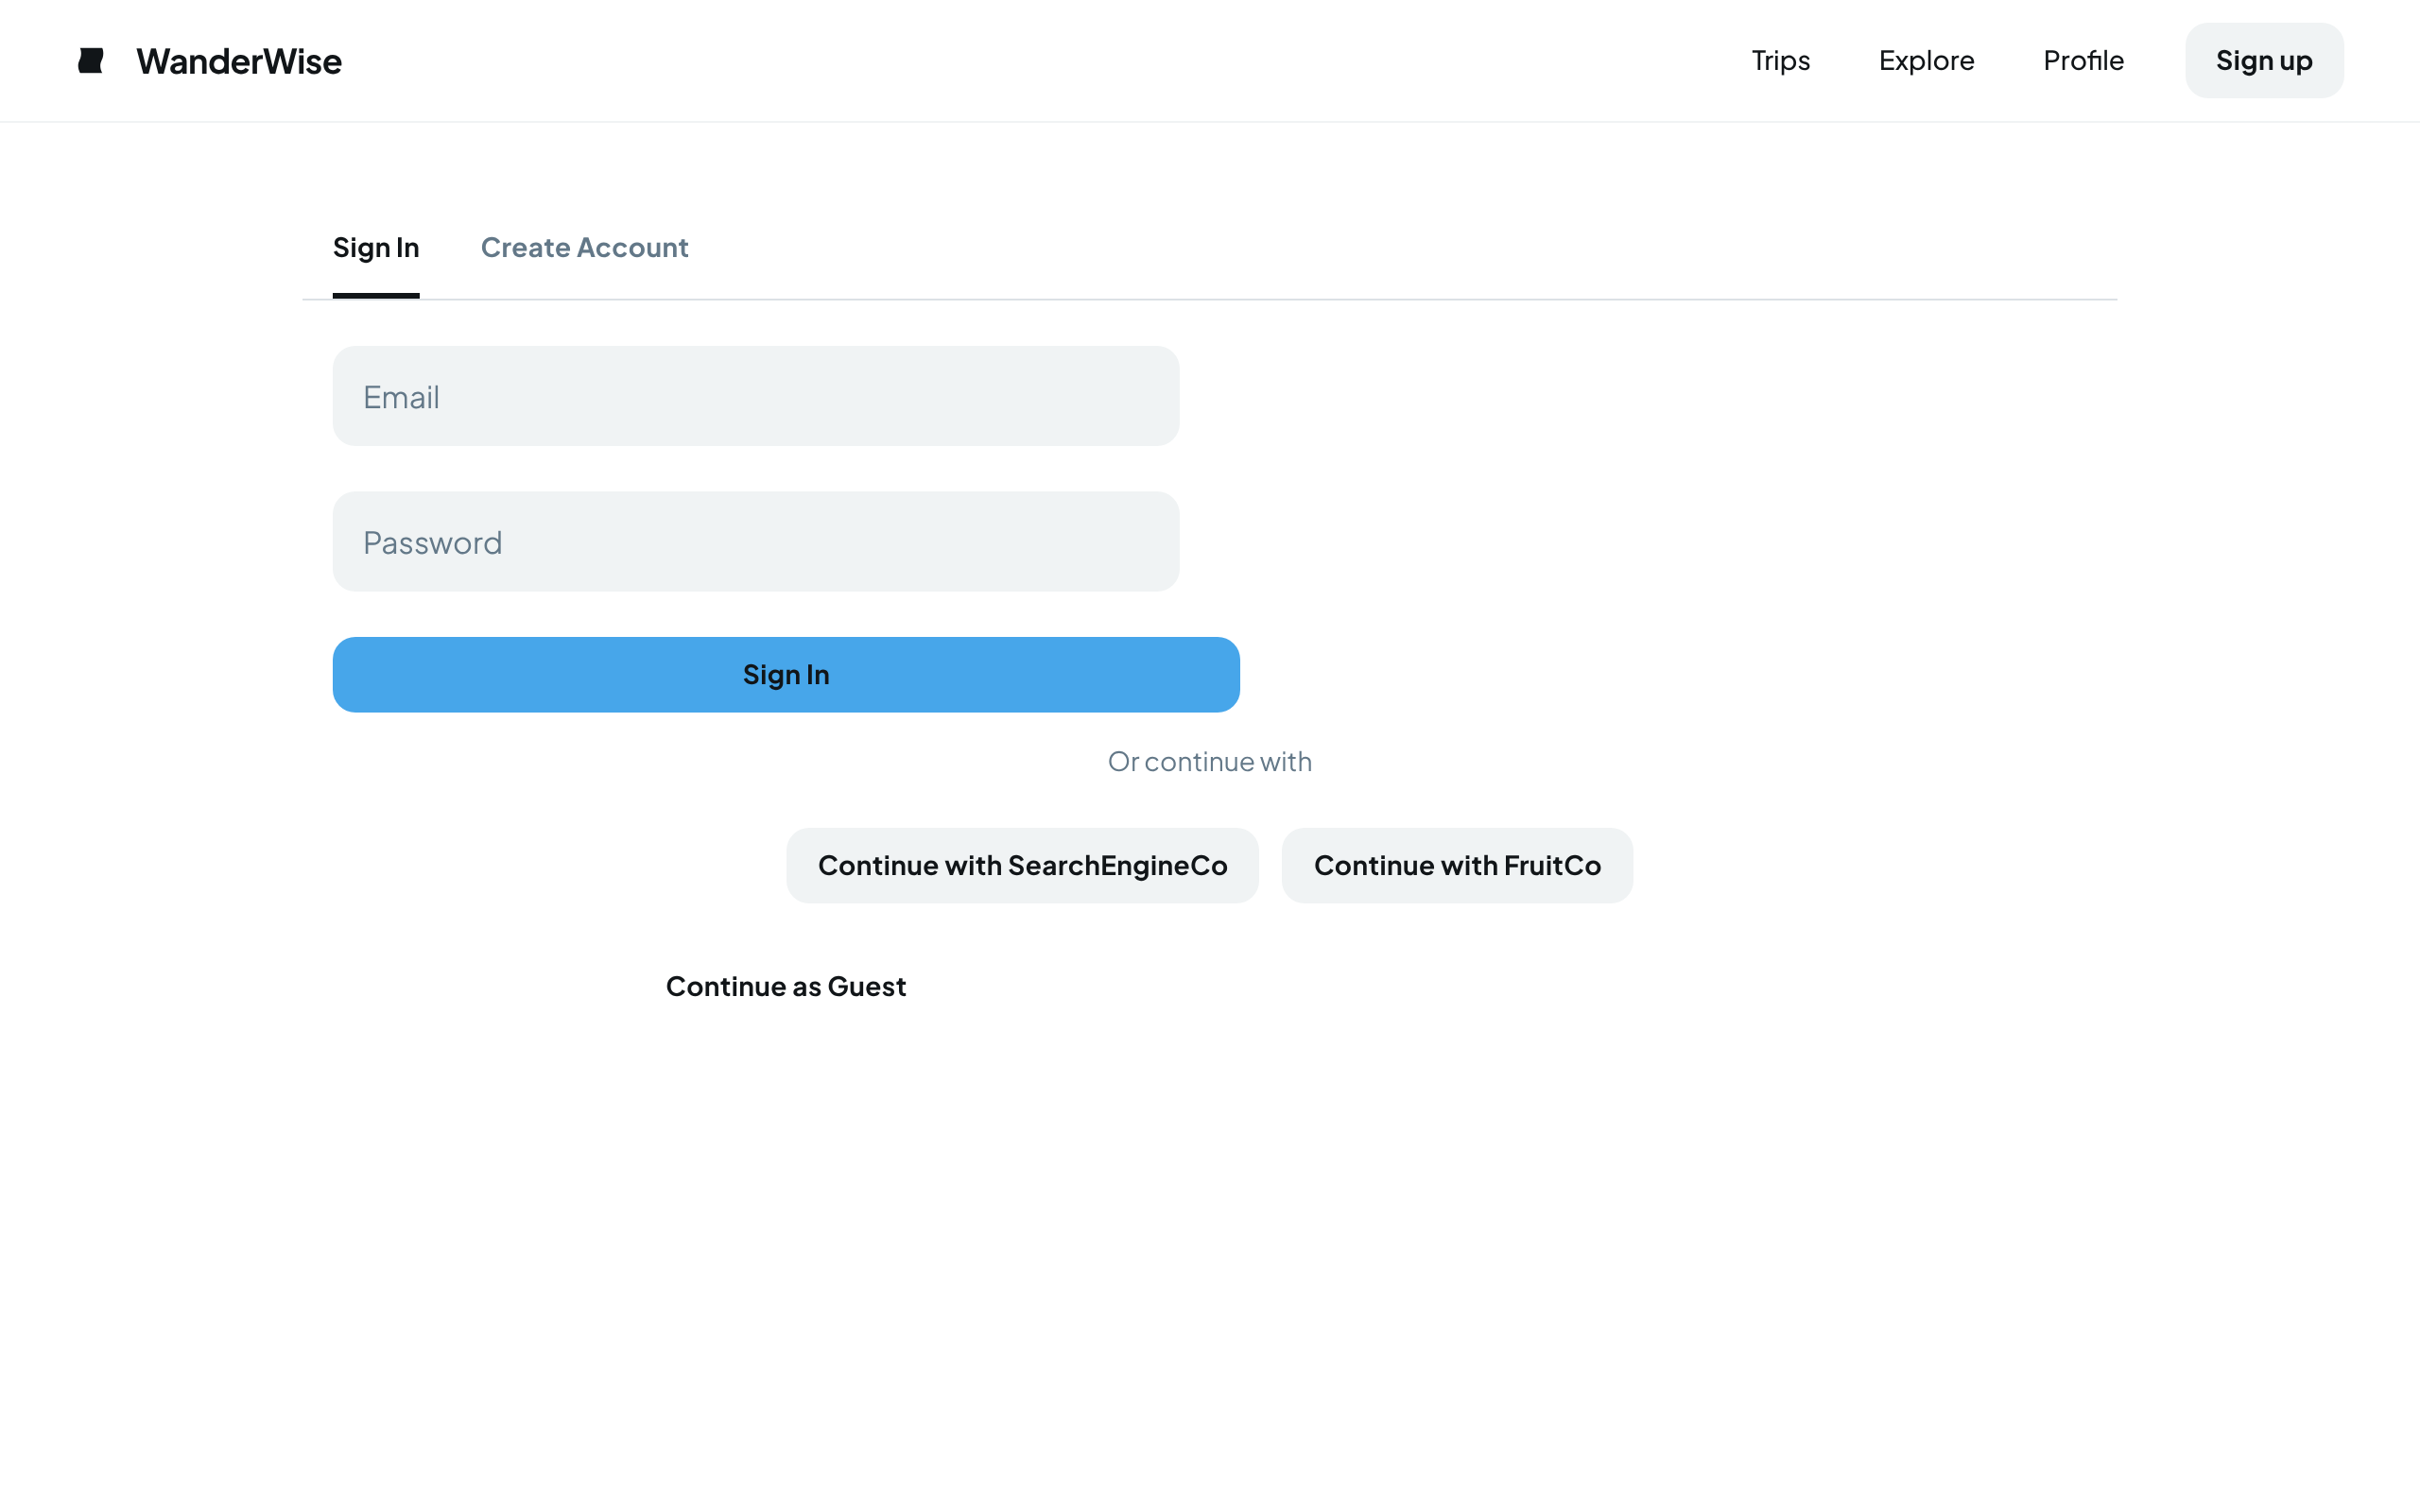 WanderWise
Trips Explore Profile Sign up
Sign In Create Account
Email
Password
Sign In
Or continue with
Continue with SearchEngineCo Continue with FruitCo
Continue as Guest